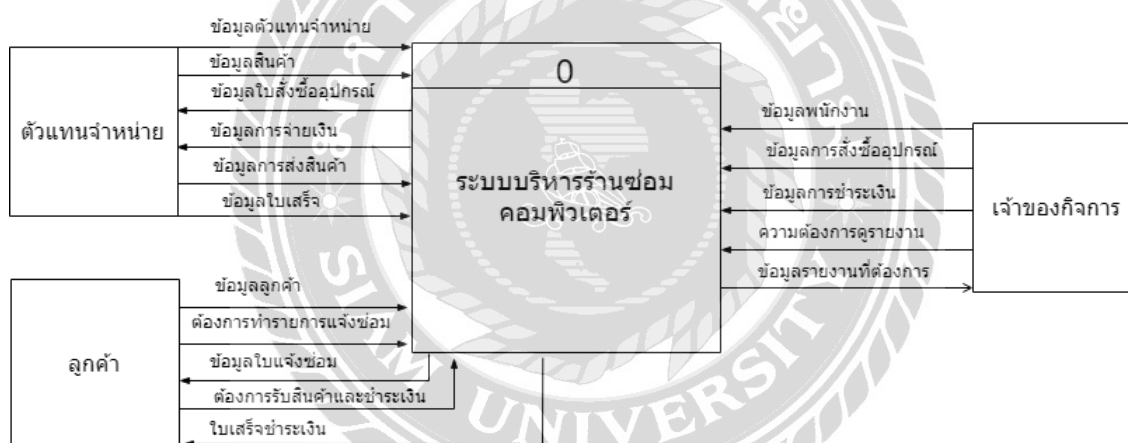 ข้อมูลตัวแทนจำหน่าย
ข้อมูลสินค้า
ข้อมูลใบสั่งซื้ออุปกรณ์
ข้อมูลการจ่ายเงิน
ข้อมูลการส่งสินค้า
ข้อมูลใบเสร็จ
ตัวแทนจำหน่าย
0
ระบบบริหารร้านซ่อม
คอมพิวเตอร์
ข้อมูลพนักงาน
ข้อมูลการสั่งซื้ออุปกรณ์
ข้อมูลการชำระเงิน
ความต้องการดูรายงาน
ข้อมูลรายงานที่ต้องการ
เจ้าของกิจการ
ข้อมูลลูกค้า
ต้องการทำรายการแจ้งซ่อม
ข้อมูลใบแจ้งซ่อม
ต้องการรับสินค้าและชำระเงิน
ใบเสร็จชำระเงิน
ลูกค้า
SIAM UNIVERSITY